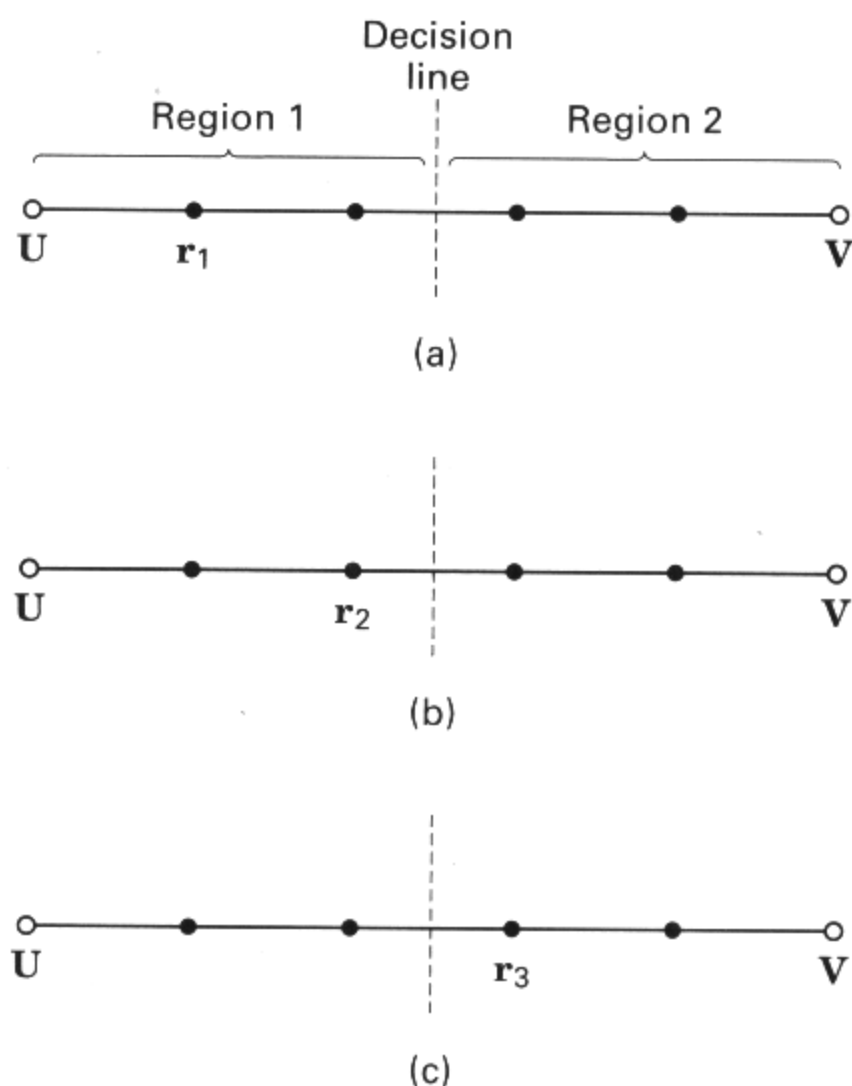 Decision
line
Region 1 Region 2
U r1 V
(a)
U r2 V
(b)
U r3 V
(c)